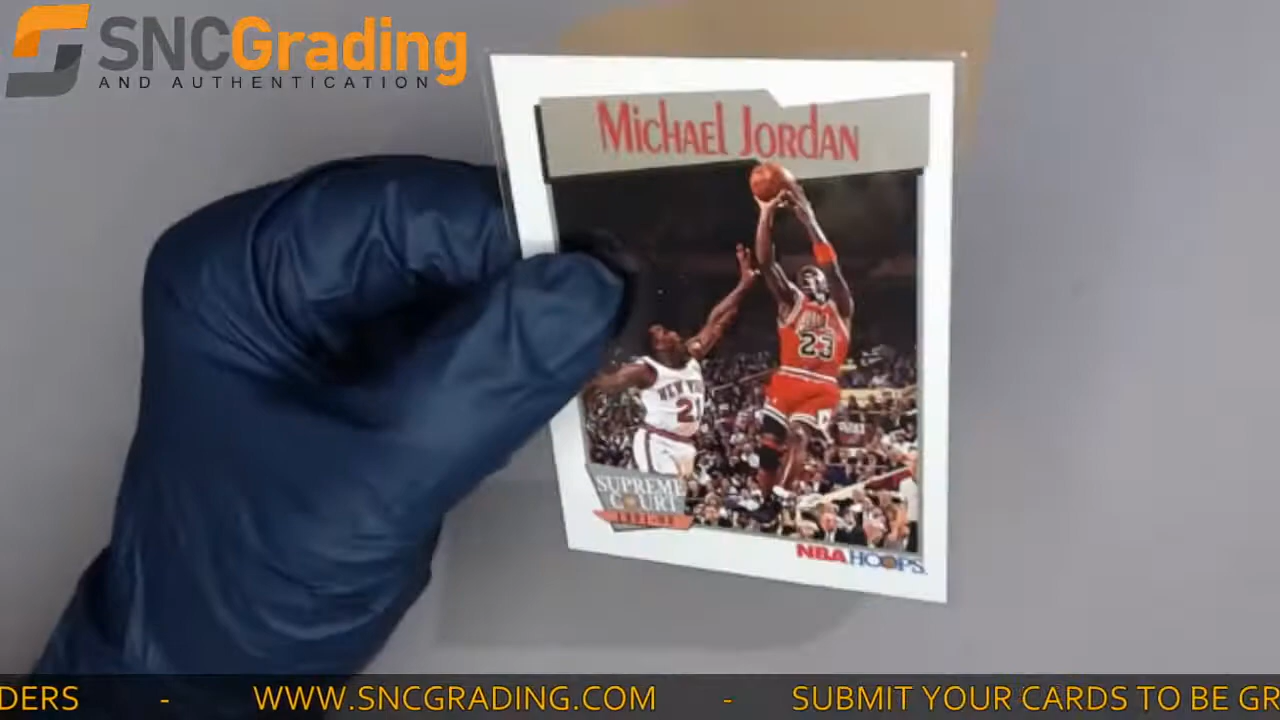 SNCGrading
AND AUTHENTICATION
Michael Jordan
23
NEW
21
SUPREME
COURT
NBA HOOPS
DERS - WWW.SNCGRADING.COM - SUBMIT YOUR CARDS TO BE GR